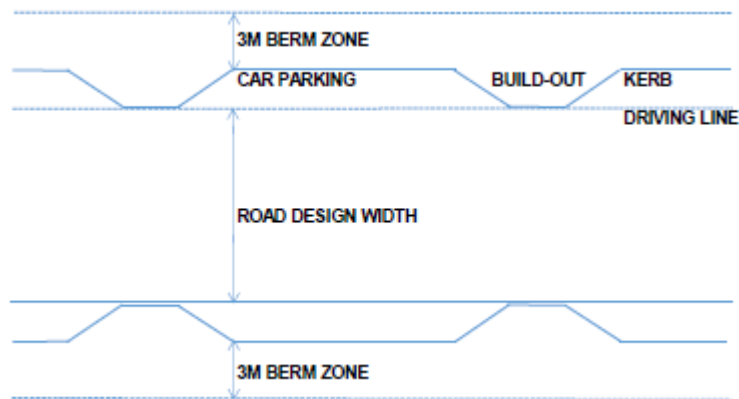 3M BERM ZONE
CAR PARKING
BUILD-OUT
KERB
DRIVING LINE
ROAD DESIGN WIDTH
3M BERM ZONE